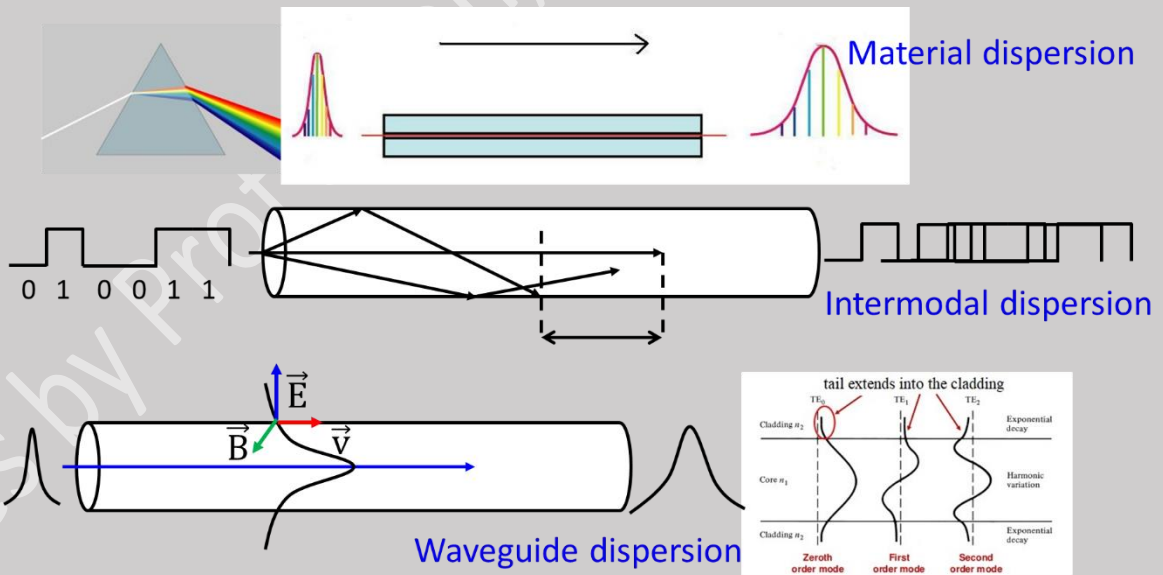 Material dispersion
0 1 0 0 1 1
Intermodal dispersion
E
B
v
Waveguide dispersion
tail extends into the cladding
TE₀ TE₁ TE₂
Cladding n₂
Exponential
decay
Core n₁
Harmonic
variation
Cladding n₂
Exponential
decay
Zeroth
order mode
First
order mode
Second
order mode
s by Prof